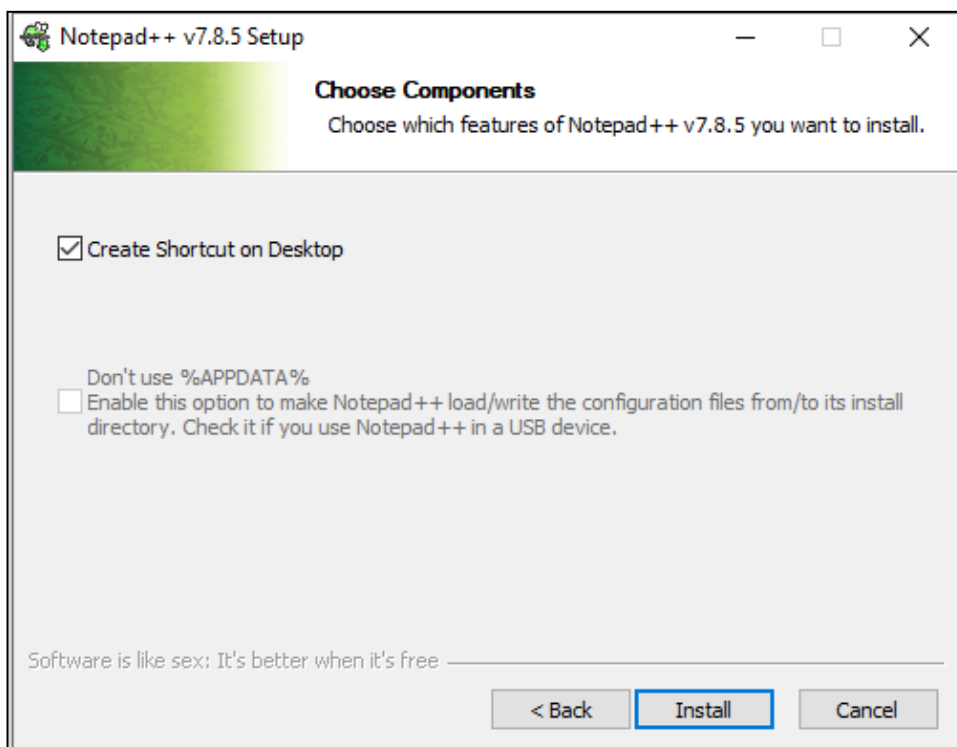 Notepad++ v7.8.5 Setup
Choose Components
Choose which features of Notepad++ v7.8.5 you want to install.
Create Shortcut on Desktop
Don't use %APPDATA%
Enable this option to make Notepad++ load/write the configuration files from/to its install
directory. Check it if you use Notepad++ in a USB device.
Software is like sex: It's better when it's free
< Back Install Cancel